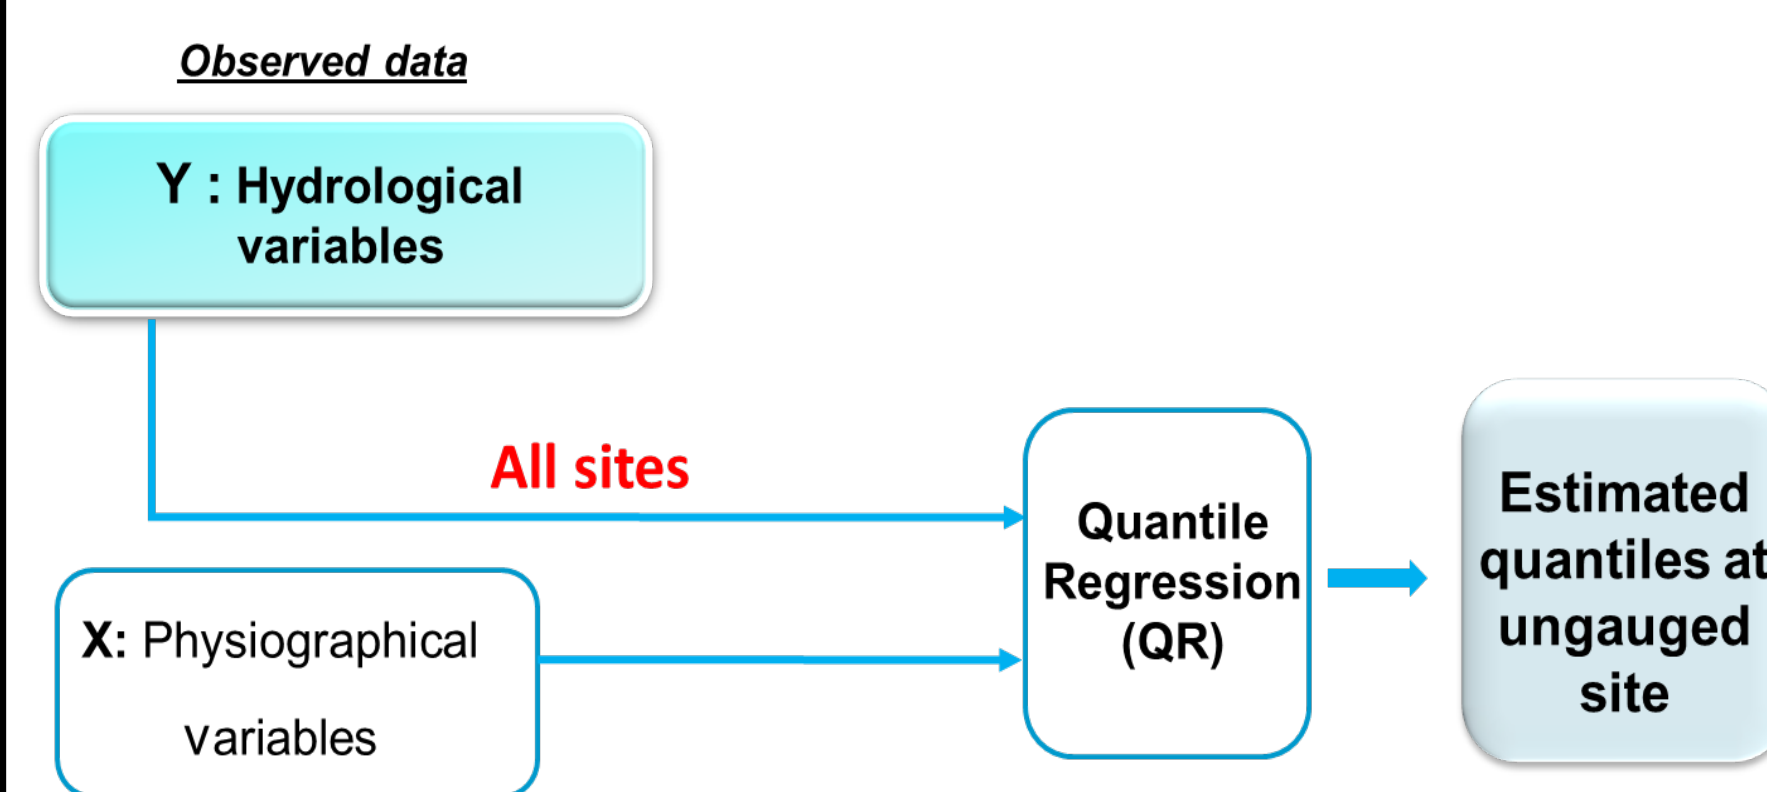 Observed data
Y : Hydrological
variables
All sites
X: Physiographical
variables
Quantile
Regression
(QR)
Estimated
quantiles at
ungauged
site